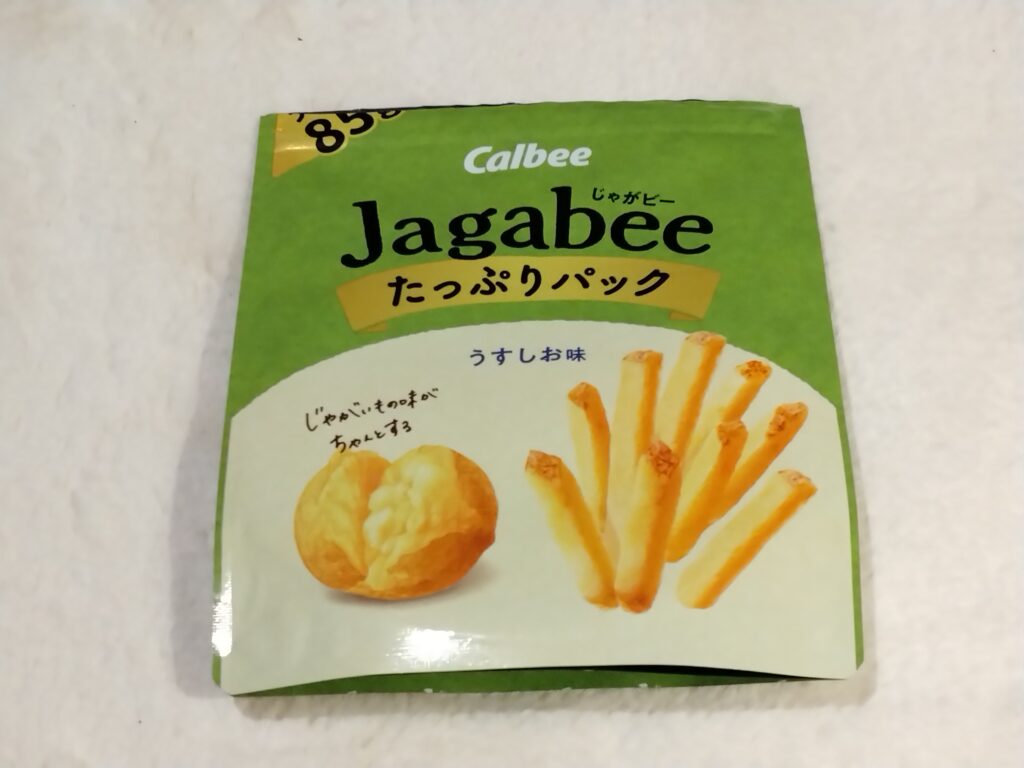 85g
Calbee
じゃがビー
Jagabee
たっぷりパック
うすしお味
じゃがいもの味が
ちゃんとする